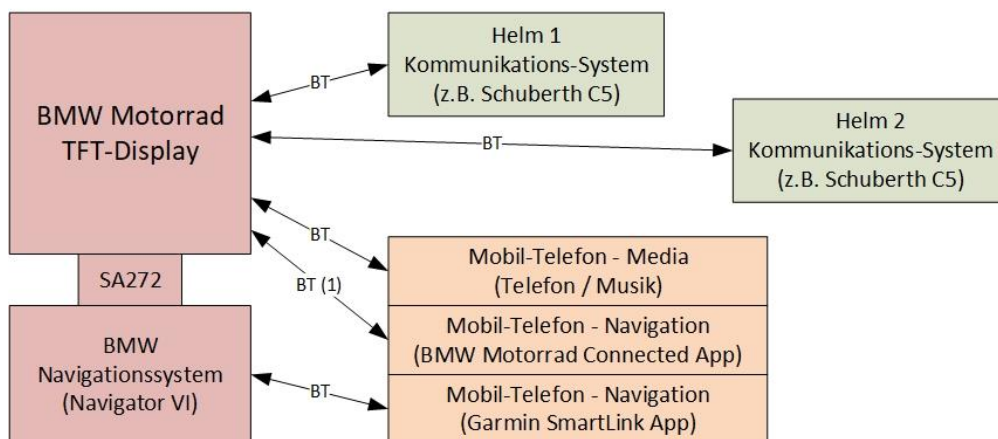 BMW Motorrad
TFT-Display
SA272
BMW
Navigationssystem
(Navigator VI)
BT
Helm 1
Kommunikations-System
(z.B. Schuberth C5)
BT
Helm 2
Kommunikations-System
(z.B. Schuberth C5)
BT
Mobil-Telefon - Media
(Telefon / Musik)
BT (1)
Mobil-Telefon - Navigation
(BMW Motorrad Connected App)
BT
Mobil-Telefon - Navigation
(Garmin SmartLink App)